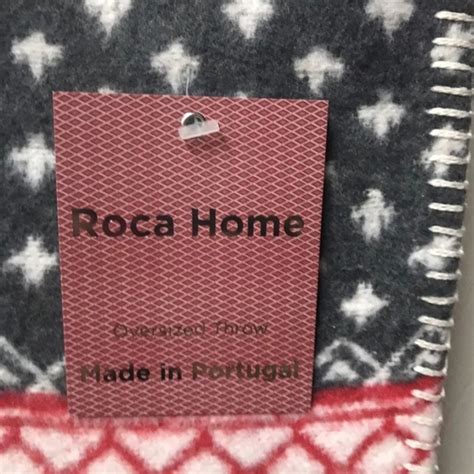 Roca Home
Oversized Throw
Made in Portugal